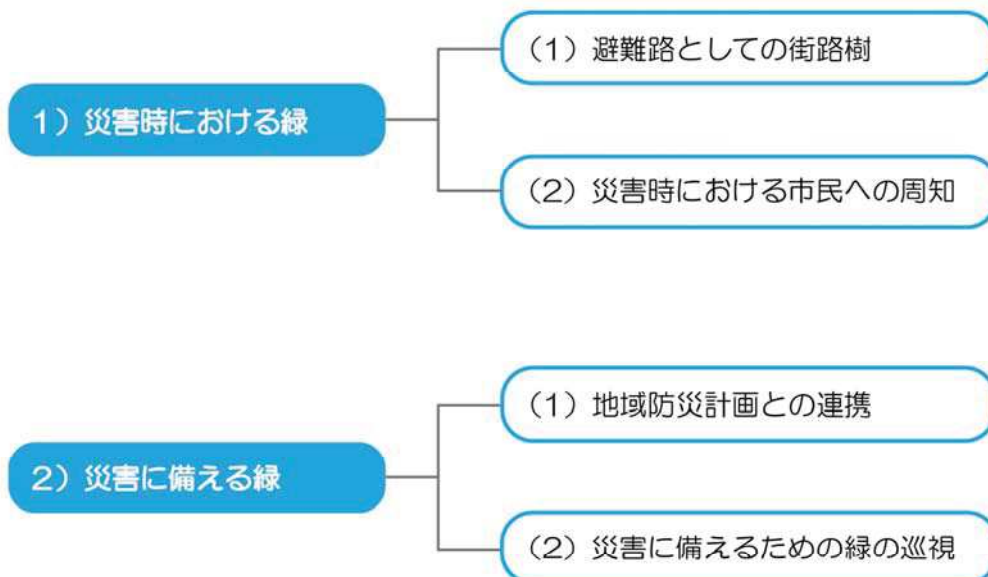 1）災害時における緑
（1）避難路としての街路樹
（2）災害時における市民への周知
2）災害に備える緑
（1）地域防災計画との連携
（2）災害に備えるための緑の巡視